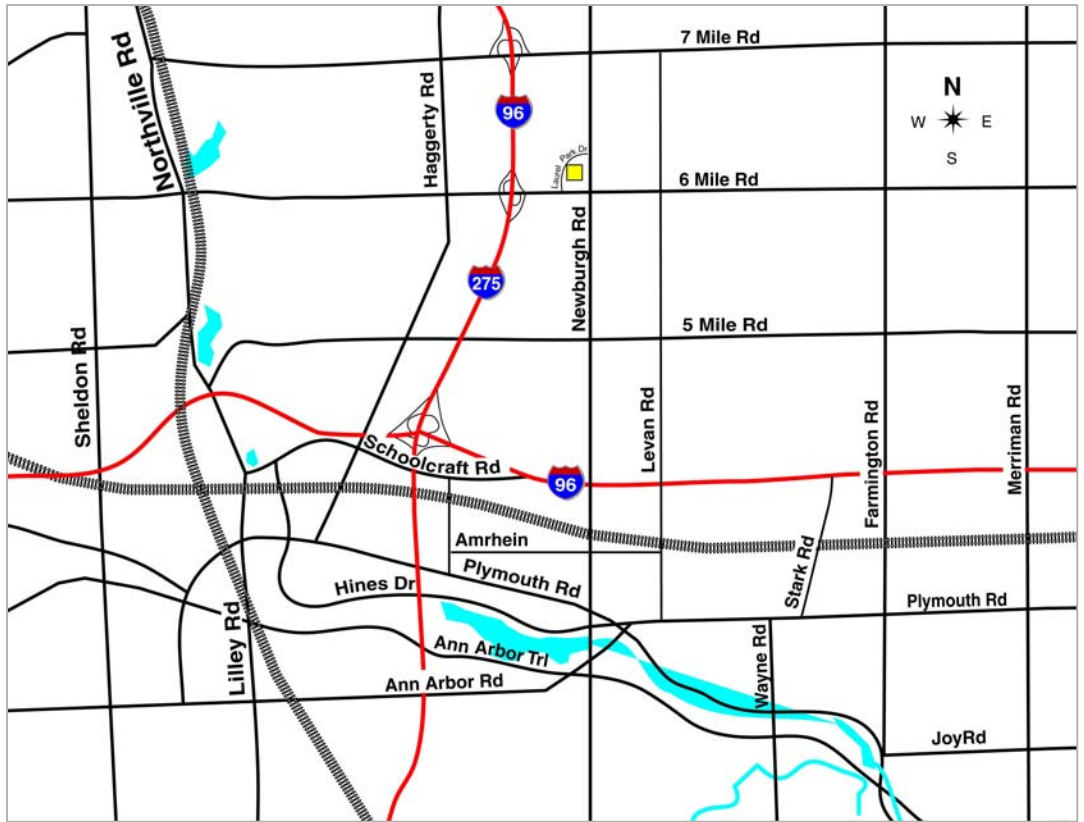 7 Mile Rd
Northville Rd
Haggerty Rd
96
N
W E
S
Laurel Park Dr
6 Mile Rd
Newburgh Rd
275
5 Mile Rd
Sheldon Rd
Levan Rd
Farmington Rd
Merriman Rd
Schoolcraft Rd
96
Amrhein
Plymouth Rd
Stark Rd
Hines Dr
Plymouth Rd
Lilley Rd
Ann Arbor Trl
Wayne Rd
Ann Arbor Rd
JoyRd